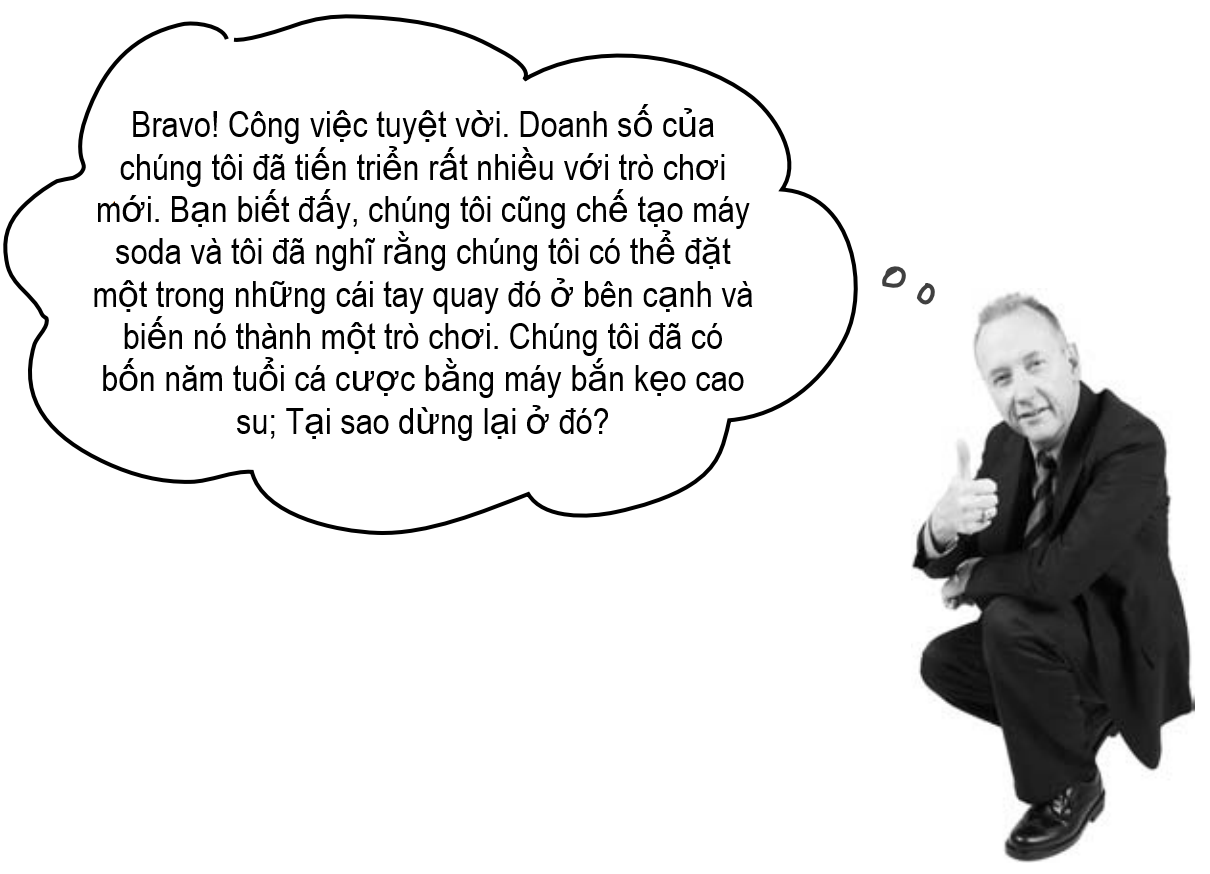 Bravo! Công việc tuyệt vời. Doanh số của
chúng tôi đã tiến triển rất nhiều với trò chơi
mới. Bạn biết đấy, chúng tôi cũng chế tạo máy
soda và tôi đã nghĩ rằng chúng tôi có thể đặt
một trong những cái tay quay đó ở bên cạnh và
biến nó thành một trò chơi. Chúng tôi đã có
bốn năm tuổi cá cược bằng máy bắn kẹo cao
su; Tại sao dừng lại ở đó?